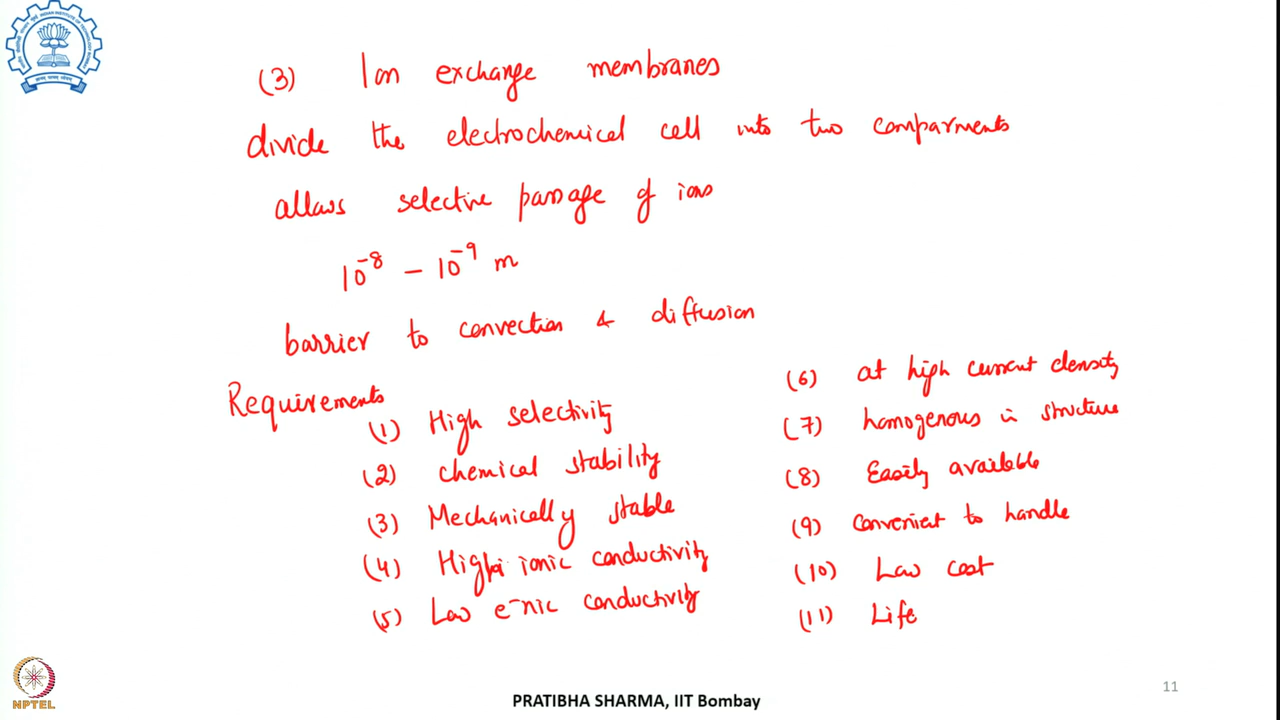 (3) Ion exchange membranes
divide the electrochemical cell into two comparments
allows selective passage of ions
10⁻⁸ – 10⁻⁹ m
barrier to convection & diffusion
Requirements
(1) High selectivity
(2) chemical stability
(3) Mechanically stable
(4) High ionic conductivity
(5) Low e⁻nic conductivity
(6) at high current density
(7) homogenous in structure
(8) Easily available
(9) convenient to handle
(10) Low cost
(11) Life
NPTEL
PRATIBHA SHARMA, IIT Bombay
11